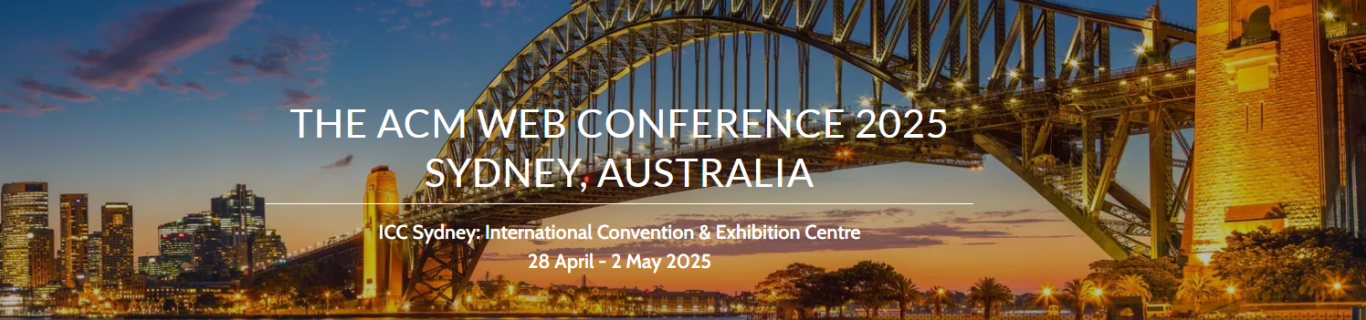 THE ACM WEB CONFERENCE 2025
SYDNEY, AUSTRALIA
ICC Sydney: International Convention & Exhibition Centre
28 April - 2 May 2025